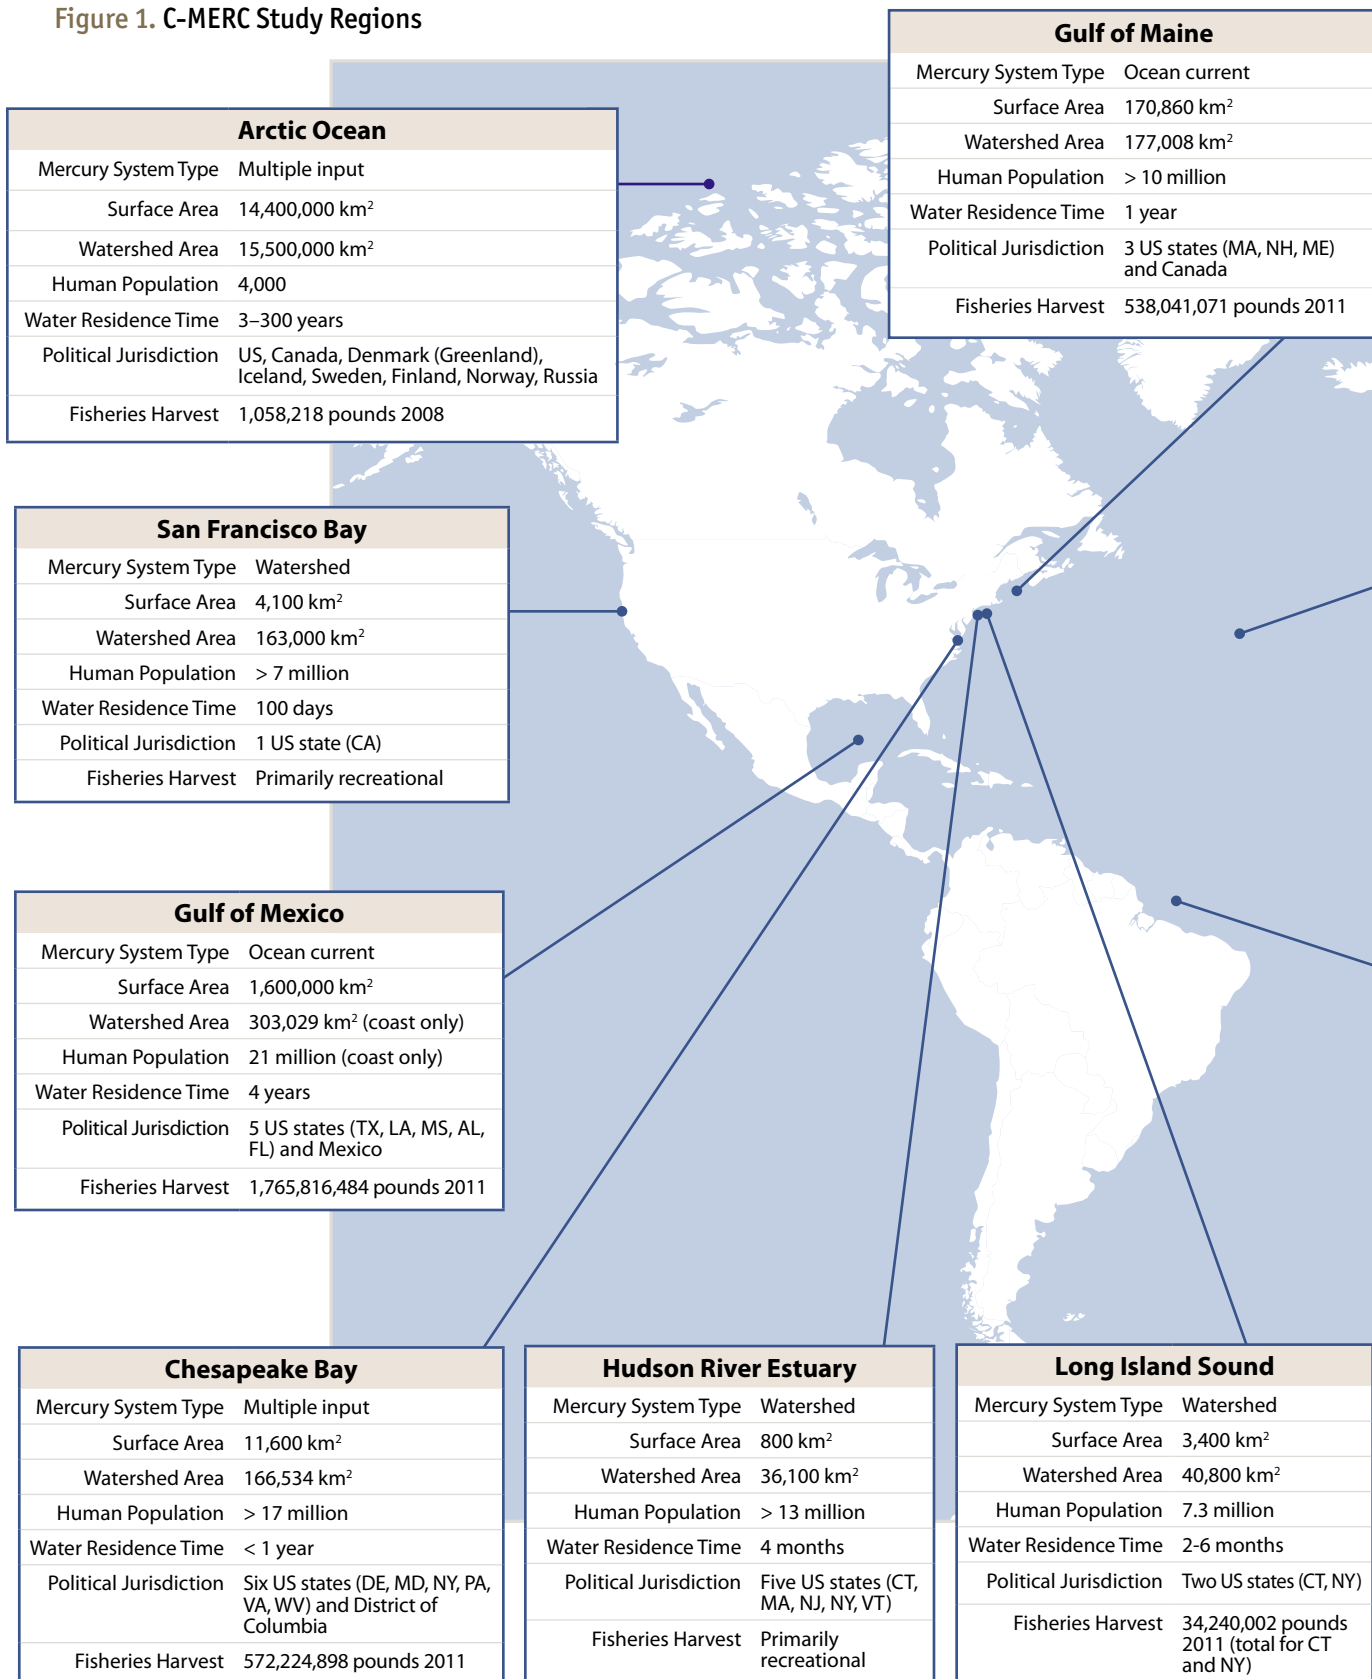 Figure 1. C-MERC Study Regions
Gulf of Maine
Mercury System Type Ocean current
Surface Area 170,860 km²
Watershed Area 177,008 km²
Human Population > 10 million
Water Residence Time 1 year
Political Jurisdiction 3 US states (MA, NH, ME)
and Canada
Fisheries Harvest 538,041,071 pounds 2011
Arctic Ocean
Mercury System Type Multiple input
Surface Area 14,400,000 km²
Watershed Area 15,500,000 km²
Human Population 4,000
Water Residence Time 3–300 years
Political Jurisdiction US, Canada, Denmark (Greenland),
Iceland, Sweden, Finland, Norway, Russia
Fisheries Harvest 1,058,218 pounds 2008
San Francisco Bay
Mercury System Type Watershed
Surface Area 4,100 km²
Watershed Area 163,000 km²
Human Population > 7 million
Water Residence Time 100 days
Political Jurisdiction 1 US state (CA)
Fisheries Harvest Primarily recreational
Gulf of Mexico
Mercury System Type Ocean current
Surface Area 1,600,000 km²
Watershed Area 303,029 km² (coast only)
Human Population 21 million (coast only)
Water Residence Time 4 years
Political Jurisdiction 5 US states (TX, LA, MS, AL,
FL) and Mexico
Fisheries Harvest 1,765,816,484 pounds 2011
Chesapeake Bay
Mercury System Type Multiple input
Surface Area 11,600 km²
Watershed Area 166,534 km²
Human Population > 17 million
Water Residence Time < 1 year
Political Jurisdiction Six US states (DE, MD, NY, PA,
VA, WV) and District of
Columbia
Fisheries Harvest 572,224,898 pounds 2011
Hudson River Estuary
Mercury System Type Watershed
Surface Area 800 km²
Watershed Area 36,100 km²
Human Population > 13 million
Water Residence Time 4 months
Political Jurisdiction Five US states (CT,
MA, NJ, NY, VT)
Fisheries Harvest Primarily
recreational
Long Island Sound
Mercury System Type Watershed
Surface Area 3,400 km²
Watershed Area 40,800 km²
Human Population 7.3 million
Water Residence Time 2-6 months
Political Jurisdiction Two US states (CT, NY)
Fisheries Harvest 34,240,002 pounds
2011 (total for CT
and NY)